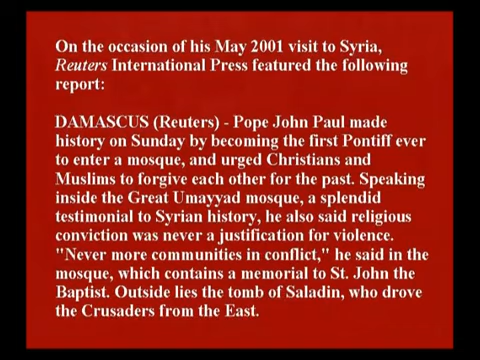 On the occasion of his May 2001 visit to Syria,
Reuters International Press featured the following
report:
DAMASCUS (Reuters) - Pope John Paul made
history on Sunday by becoming the first Pontiff ever
to enter a mosque, and urged Christians and
Muslims to forgive each other for the past. Speaking
inside the Great Umayyad mosque, a splendid
testimonial to Syrian history, he also said religious
conviction was never a justification for violence.
"Never more communities in conflict," he said in the
mosque, which contains a memorial to St. John the
Baptist. Outside lies the tomb of Saladin, who drove
the Crusaders from the East.